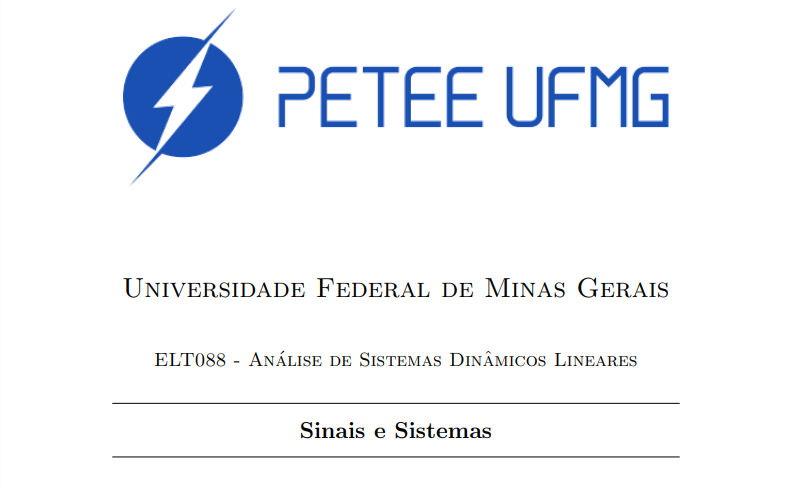 PETEE UFMG
Universidade Federal de Minas Gerais
ELT088 - Análise de Sistemas Dinâmicos Lineares
Sinais e Sistemas